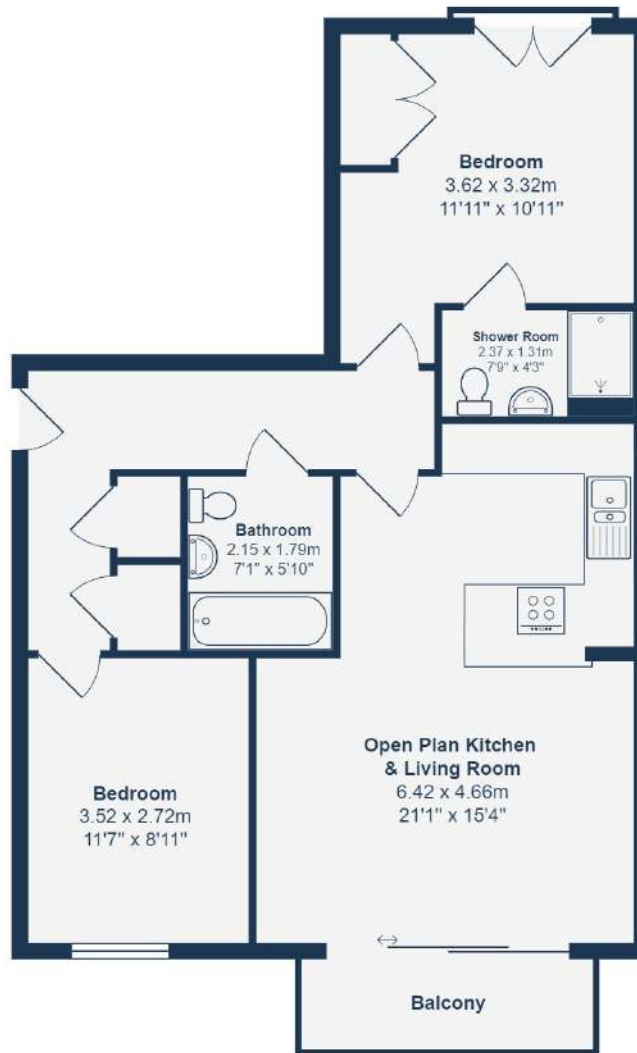 Bedroom
3.62 x 3.32m
11'11" x 10'11"
Shower Room
2.37 x 1.31m
7'9" x 4'3"
Bathroom
2.15 x 1.79m
7'1" x 5'10"
Open Plan Kitchen
& Living Room
6.42 x 4.66m
21'1" x 15'4"
Bedroom
3.52 x 2.72m
11'7" x 8'11"
Balcony